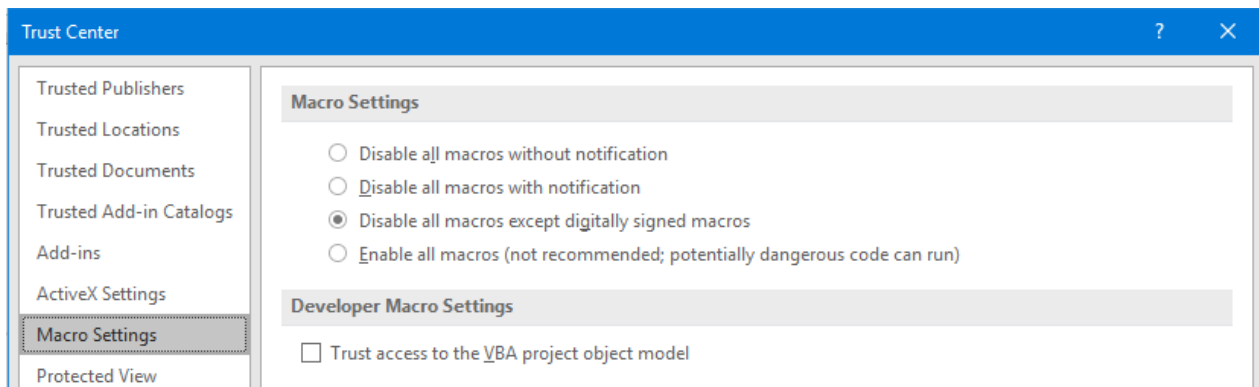 Trust Center
?
Trusted Publishers
Trusted Locations
Trusted Documents
Trusted Add-in Catalogs
Add-ins
ActiveX Settings
Macro Settings
Protected View
Macro Settings
Disable all macros without notification
Disable all macros with notification
Disable all macros except digitally signed macros
Enable all macros (not recommended; potentially dangerous code can run)
Developer Macro Settings
Trust access to the VBA project object model